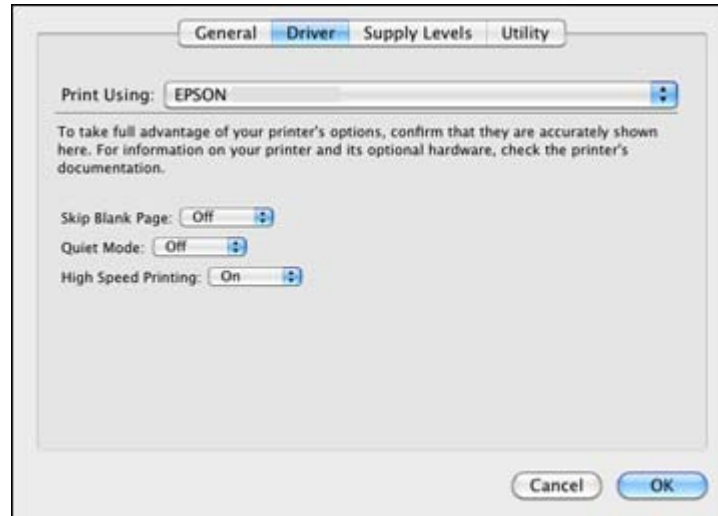 General Driver Supply Levels Utility
Print Using: EPSON
To take full advantage of your printer's options, confirm that they are accurately shown
here. For information on your printer and its optional hardware, check the printer's
documentation.
Skip Blank Page: Off
Quiet Mode: Off
High Speed Printing: On
Cancel OK